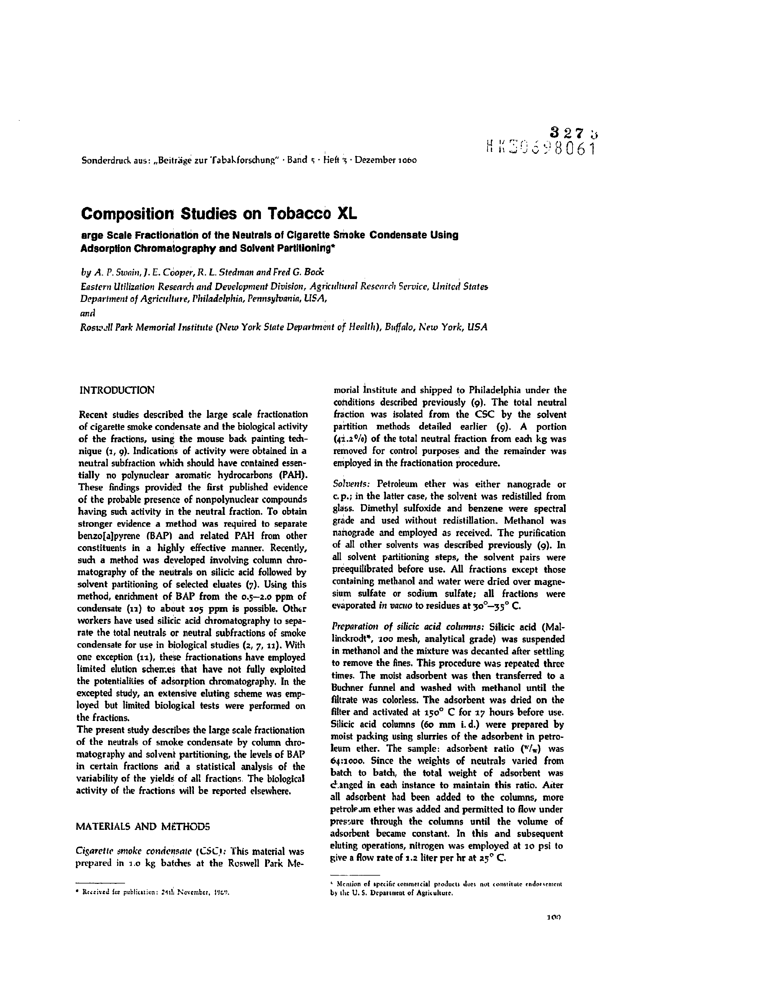 3273
HK30698061
Sonderdruck aus: „Beiträge zur Tabakforschung" · Band 5 · Heft 3 · Dezember 1060
Composition Studies on Tobacco XL
arge Scale Fractionation of the Neutrals of Cigarette Smoke Condensate Using
Adsorption Chromatography and Solvent Partitioning*
by A. P. Swain, J. E. Cooper, R. L. Stedman and Fred G. Bock
Eastern Utilization Research and Development Division, Agricultural Research Service, United States
Department of Agriculture, Philadelphia, Pennsylvania, USA,
and
Roswell Park Memorial Institute (New York State Department of Health), Buffalo, New York, USA
INTRODUCTION
Recent studies described the large scale fractionation
of cigarette smoke condensate and the biological activity
of the fractions, using the mouse back painting tech-
nique (1, 9). Indications of activity were obtained in a
neutral subfraction which should have contained essen-
tially no polynuclear aromatic hydrocarbons (PAH).
These findings provided the first published evidence
of the probable presence of nonpolynuclear compounds
having such activity in the neutral fraction. To obtain
stronger evidence a method was required to separate
benzo[a]pyrene (BAP) and related PAH from other
constituents in a highly effective manner. Recently,
such a method was developed involving column chro-
matography of the neutrals on silicic acid followed by
solvent partitioning of selected eluates (7). Using this
method, enrichment of BAP from the 0.5–2.0 ppm of
condensate (12) to about 105 ppm is possible. Other
workers have used silicic acid chromatography to sepa-
rate the total neutrals or neutral subfractions of smoke
condensate for use in biological studies (2, 7, 11). With
one exception (11), these fractionations have employed
limited elution schemes that have not fully exploited
the potentialities of adsorption chromatography. In the
excepted study, an extensive eluting scheme was emp-
loyed but limited biological tests were performed on
the fractions.
The present study describes the large scale fractionation
of the neutrals of smoke condensate by column chro-
matography and solvent partitioning, the levels of BAP
in certain fractions and a statistical analysis of the
variability of the yields of all fractions. The biological
activity of the fractions will be reported elsewhere.
MATERIALS AND METHODS
Cigarette smoke condensate (CSC): This material was
prepared in 1.0 kg batches at the Roswell Park Me-
* Received for publication: 24th November, 1969.
morial Institute and shipped to Philadelphia under the
conditions described previously (9). The total neutral
fraction was isolated from the CSC by the solvent
partition methods detailed earlier (9). A portion
(41.2%) of the total neutral fraction from each kg was
removed for control purposes and the remainder was
employed in the fractionation procedure.
Solvents: Petroleum ether was either nanograde or
c.p.; in the latter case, the solvent was redistilled from
glass. Dimethyl sulfoxide and benzene were spectral
grade and used without redistillation. Methanol was
nanograde and employed as received. The purification
of all other solvents was described previously (9). In
all solvent partitioning steps, the solvent pairs were
preequilibrated before use. All fractions except those
containing methanol and water were dried over magne-
sium sulfate or sodium sulfate; all fractions were
evaporated in vacuo to residues at 30°–35° C.
Preparation of silicic acid columns: Silicic acid (Mal-
linckrodt*, 100 mesh, analytical grade) was suspended
in methanol and the mixture was decanted after settling
to remove the fines. This procedure was repeated three
times. The moist adsorbent was then transferred to a
Buchner funnel and washed with methanol until the
filtrate was colorless. The adsorbent was dried on the
filter and activated at 150° C for 17 hours before use.
Silicic acid columns (60 mm i. d.) were prepared by
moist packing using slurries of the adsorbent in petro-
leum ether. The sample: adsorbent ratio (w/w) was
64:1000. Since the weights of neutrals varied from
batch to batch, the total weight of adsorbent was
changed in each instance to maintain this ratio. After
all adsorbent had been added to the columns, more
petroleum ether was added and permitted to flow under
pressure through the columns until the volume of
adsorbent became constant. In this and subsequent
eluting operations, nitrogen was employed at 10 psi to
give a flow rate of 1.2 liter per hr at 25° C.
* Mention of specific commercial products does not constitute endorsement
by the U. S. Department of Agriculture.
109